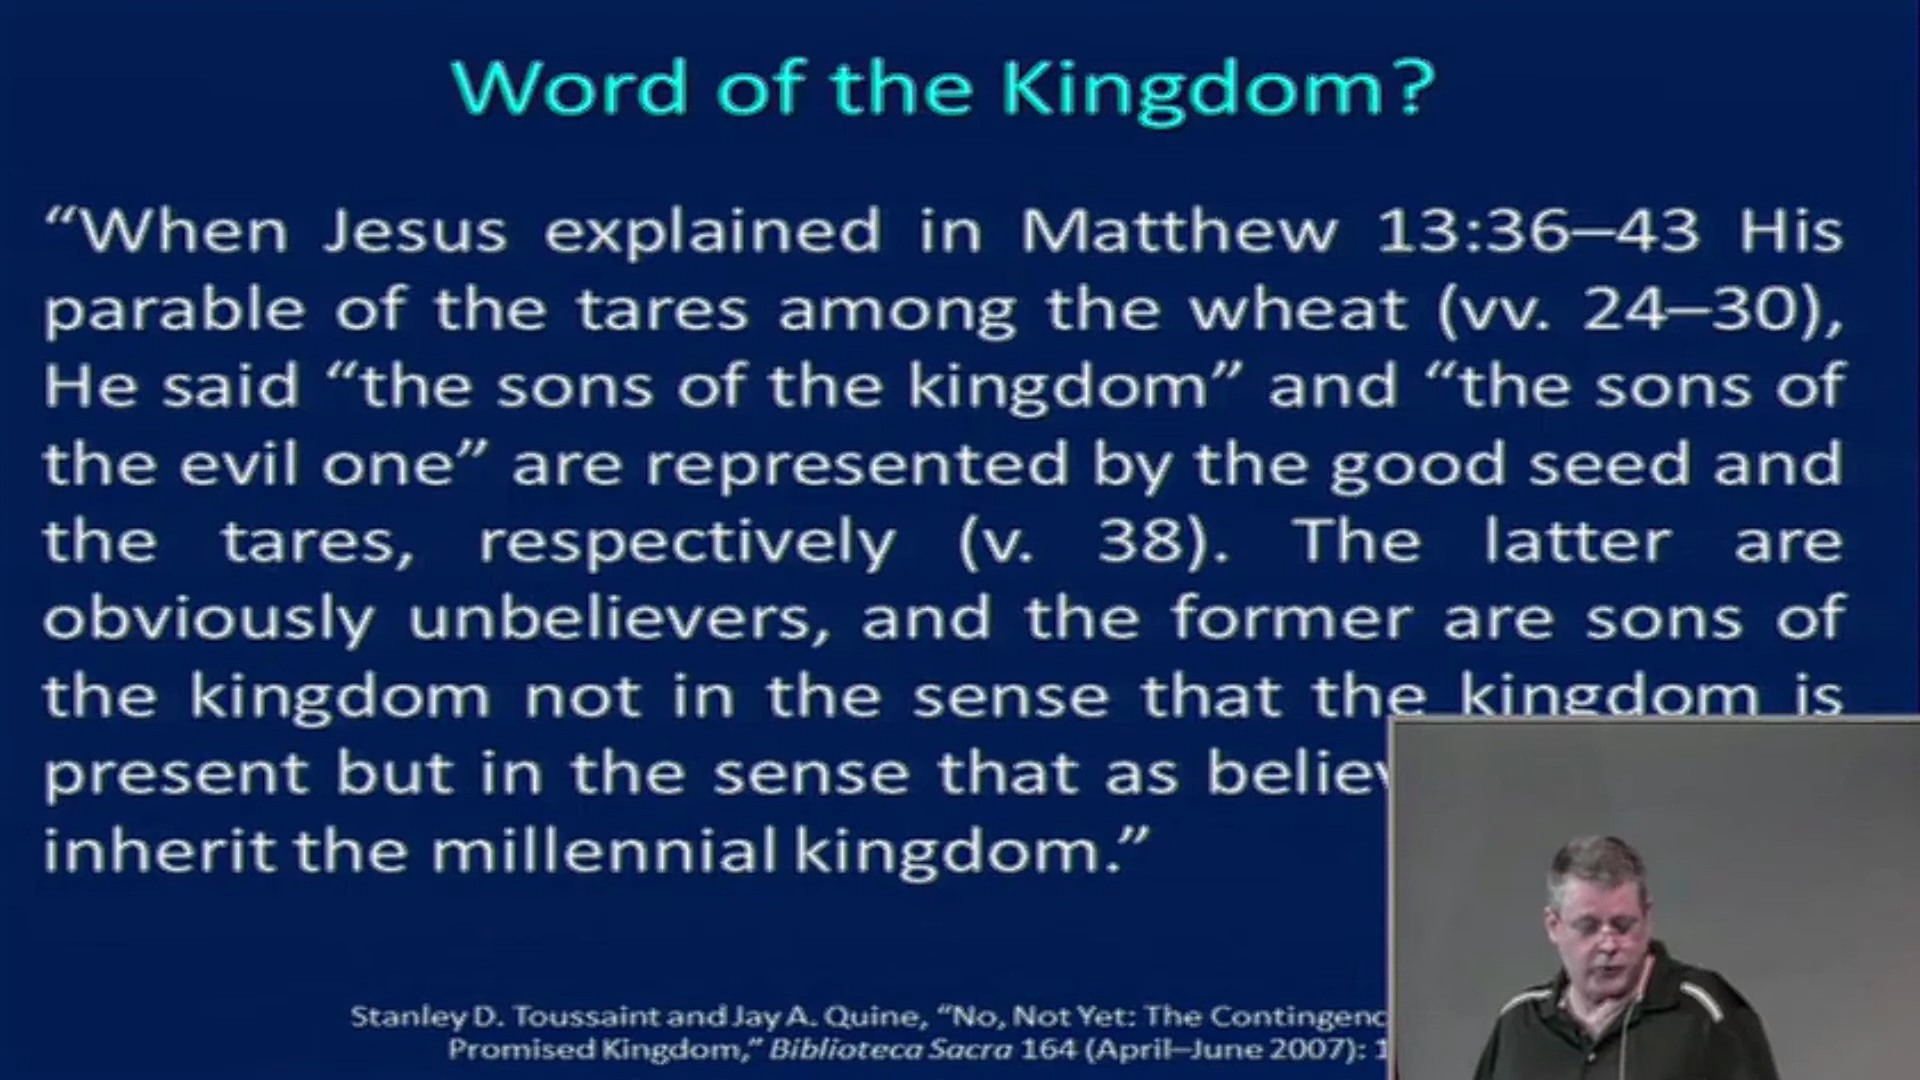 Word of the Kingdom?
“When Jesus explained in Matthew 13:36–43 His
parable of the tares among the wheat (vv. 24–30),
He said “the sons of the kingdom” and “the sons of
the evil one” are represented by the good seed and
the tares, respectively (v. 38). The latter are
obviously unbelievers, and the former are sons of
the kingdom not in the sense that the kingdom is
present but in the sense that as
inherit the millennial kingdom.”
Stanley D. Toussaint and Jay A. Quine, “No, Not Yet: The
Promised Kingdom,” Biblioteca Sacra 164 (April–June 2007):